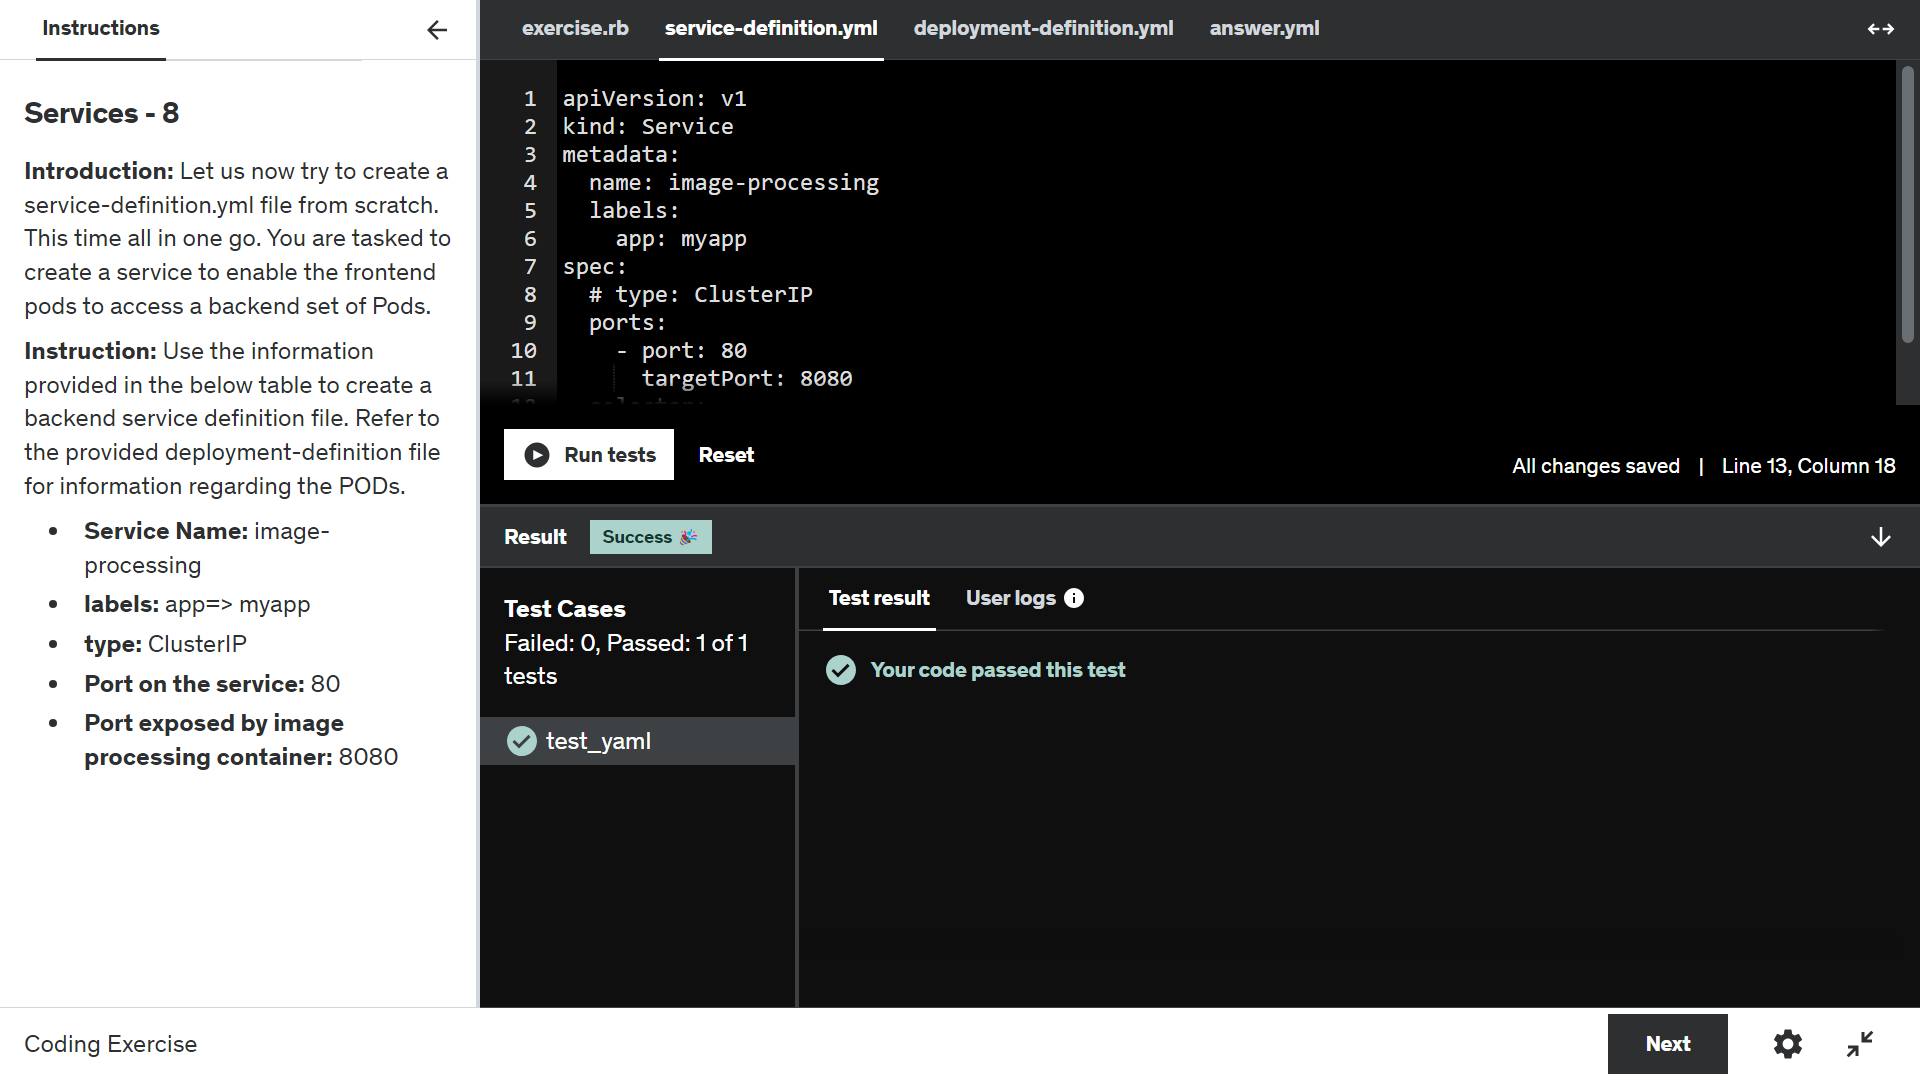 Instructions
Services - 8
Introduction: Let us now try to create a
service-definition.yml file from scratch.
This time all in one go. You are tasked to
create a service to enable the frontend
pods to access a backend set of Pods.
Instruction: Use the information
provided in the below table to create a
backend service definition file. Refer to
the provided deployment-definition file
for information regarding the PODs.
Service Name: image-
processing
labels: app=> myapp
type: ClusterIP
Port on the service: 80
Port exposed by image
processing container: 8080
exercise.rb service-definition.yml deployment-definition.yml answer.yml
1 apiVersion: v1
2 kind: Service
3 metadata:
4 name: image-processing
5 labels:
6 app: myapp
7 spec:
8 # type: ClusterIP
9 ports:
10 - port: 80
11 targetPort: 8080
Run tests Reset
All changes saved | Line 13, Column 18
Result Success 🎉
Test Cases
Failed: 0, Passed: 1 of 1
tests
test_yaml
Test result User logs
Your code passed this test
Coding Exercise
Next